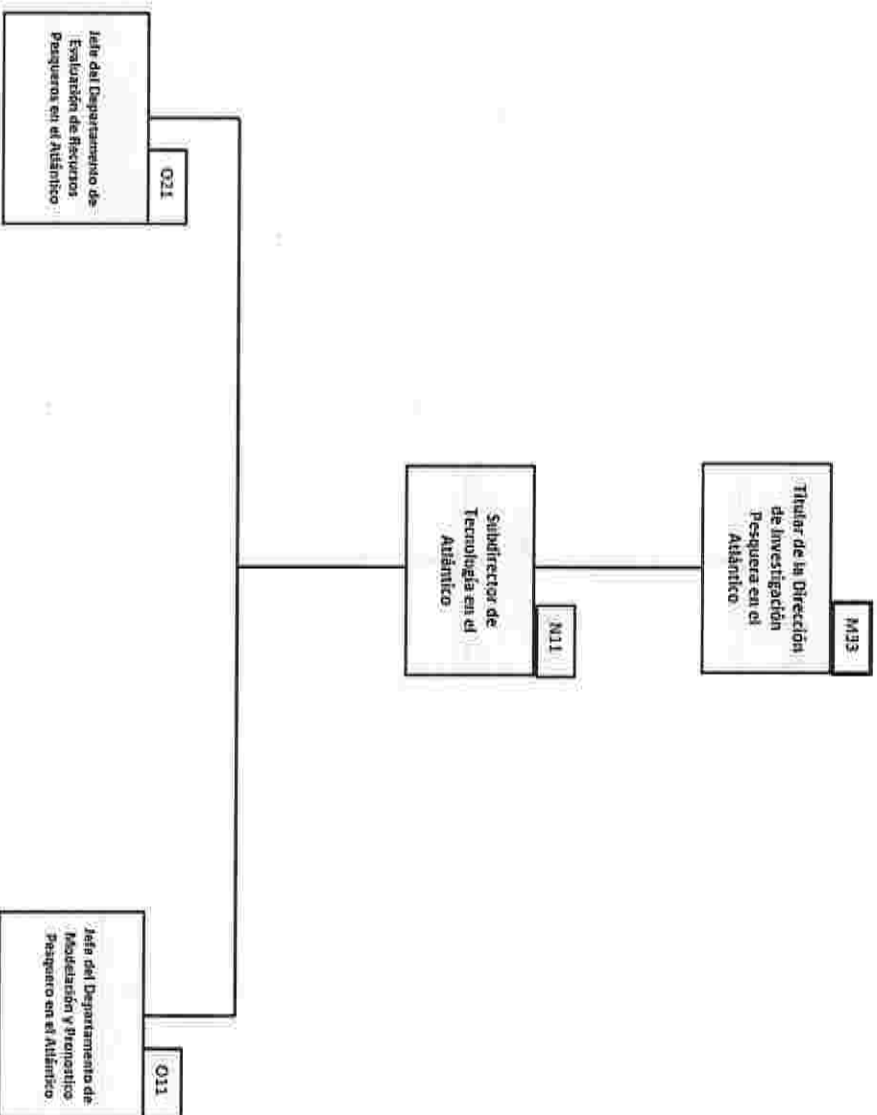 M33
Titular de la Dirección
de Investigación
Pesquera en el
Atlántico
N11
Subdirector de
Tecnología en el
Atlántico
O21
Jefe del Departamento de
Evaluación de Recursos
Pesqueros en el Atlántico
O11
Jefe del Departamento de
Modelación y Pronostico
Pesquero en el Atlántico